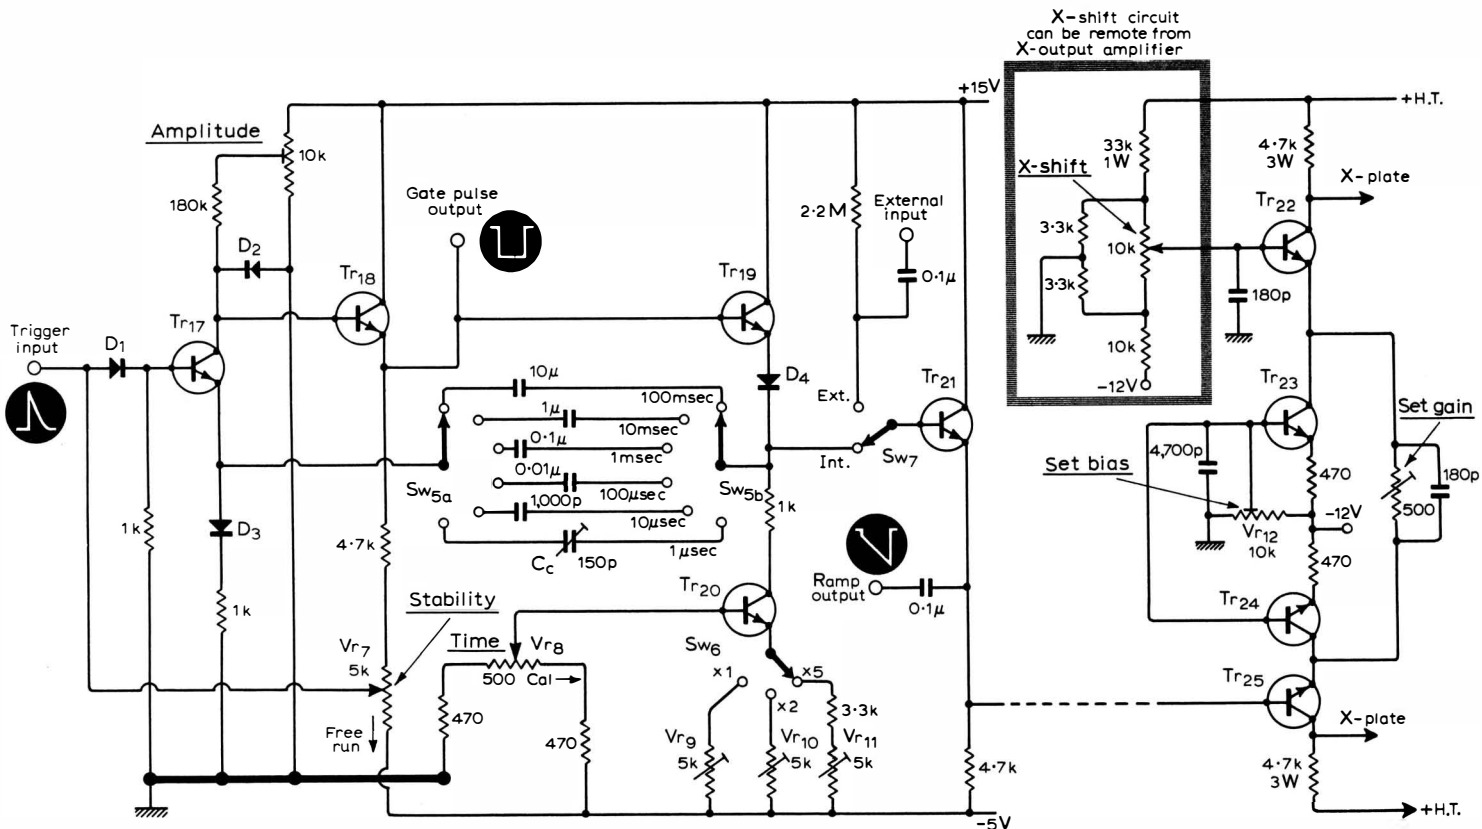 X-shift circuit
can be remote from
X-output amplifier
+15V
+H.T.
Amplitude
10k
180k
D2
Gate pulse
output
Tr18
Tr17
Trigger
input
D1
1k
D3
1k
4.7k
Stability
Vr7
5k
Free
run
Time
Vr8
500
Cal
470
470
10μ
100msec
1μ
10msec
0.1μ
1msec
0.01μ
100μsec
1,000p
10μsec
Cc
150p
1μsec
Sw5a
Sw5b
Tr19
D4
1k
Tr20
Sw6
x1
x2
x5
3.3k
Vr9
5k
Vr10
5k
Vr11
5k
2.2M
External
input
0.1μ
Ext.
Int.
Sw7
Tr21
Ramp
output
0.1μ
4.7k
-5V
33k
1W
X-shift
3.3k
10k
3.3k
10k
-12V
180p
4.7k
3W
X-plate
Tr22
Tr23
Set gain
4,700p
Set bias
470
-12V
Vr12
10k
470
500
180p
Tr24
Tr25
X-plate
4.7k
3W
+H.T.